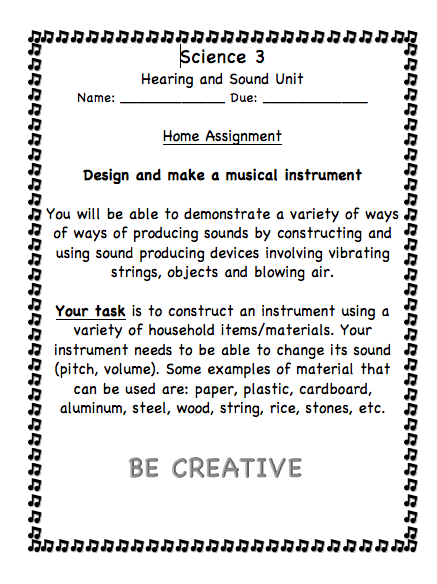 Science 3
Hearing and Sound Unit
Name: ______________ Due: ______________
Home Assignment
Design and make a musical instrument
You will be able to demonstrate a variety of ways
of ways of producing sounds by constructing and
using sound producing devices involving vibrating
strings, objects and blowing air.
Your task is to construct an instrument using a
variety of household items/materials. Your
instrument needs to be able to change its sound
(pitch, volume). Some examples of material that
can be used are: paper, plastic, cardboard,
aluminum, steel, wood, string, rice, stones, etc.
BE CREATIVE